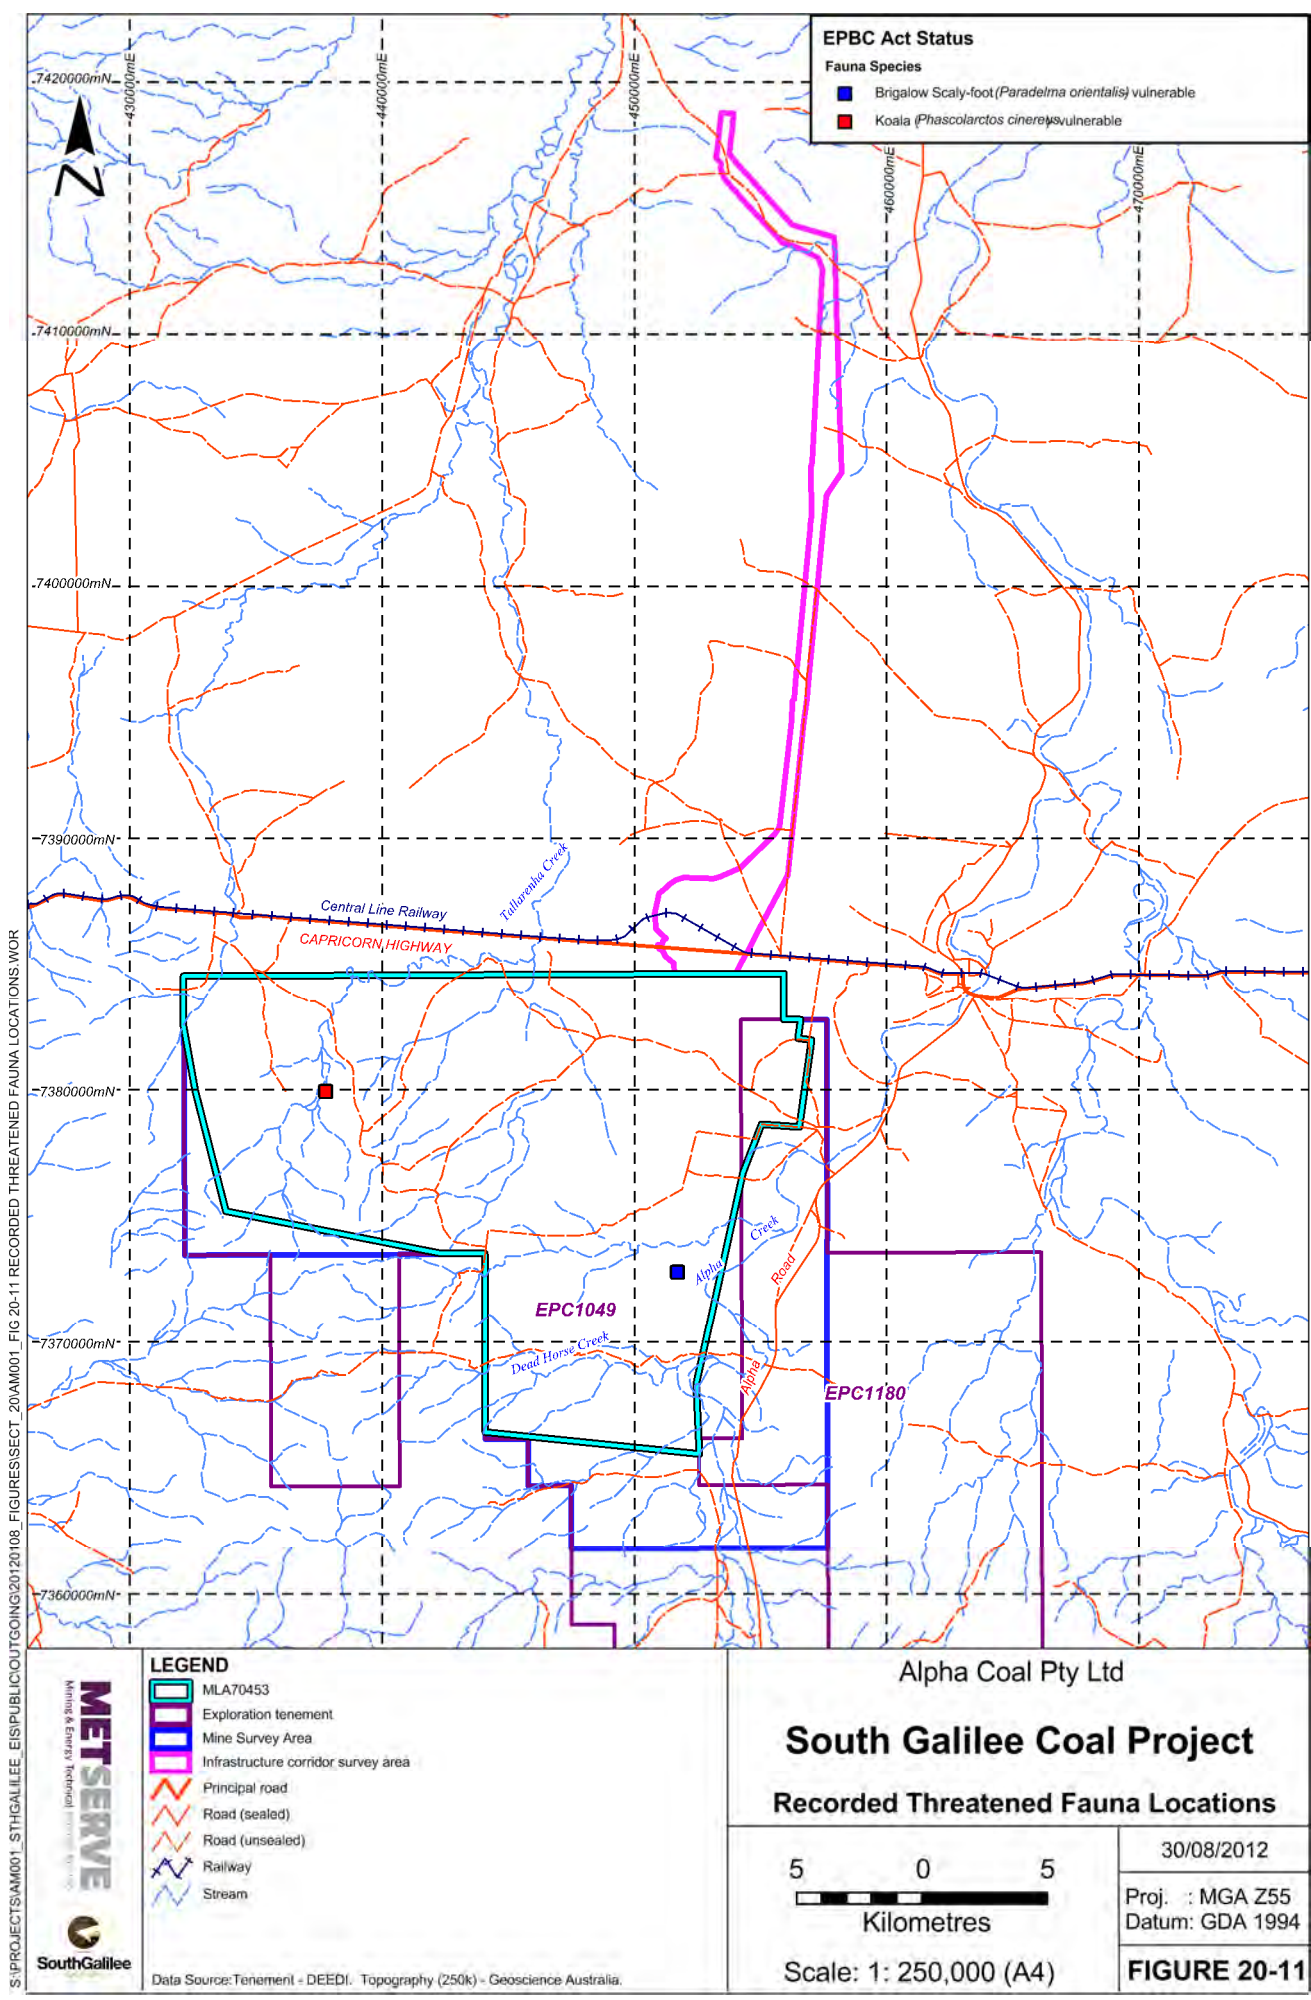 EPBC Act Status
Fauna Species
Brigalow Scaly-foot (Paradelma orientalis) vulnerable
Koala (Phascolarctos cinereus) vulnerable
430000mE
440000mE
450000mE
460000mE
470000mE
7420000mN
N
7410000mN
7400000mN
7390000mN
Tallarenha Creek
Central Line Railway
CAPRICORN HIGHWAY
7380000mN
Alpha Creek
Alpha Road
EPC1049
7370000mN
Dead Horse Creek
EPC1180
7360000mN
S:\PROJECTS\AM001_STHGALILEE_EIS\PUBLIC\OUTGOING\20120108_FIGURES\SECT_20\AM001_FIG 20-11 RECORDED THREATENED FAUNA LOCATIONS.WOR
LEGEND
MLA70453
Exploration tenement
Mine Survey Area
Infrastructure corridor survey area
Principal road
Road (sealed)
Road (unsealed)
Railway
Stream
METSERVE
Mining & Energy Technical
SouthGalilee
Data Source: Tenement - DEEDI. Topography (250k) - Geoscience Australia.
Alpha Coal Pty Ltd
South Galilee Coal Project
Recorded Threatened Fauna Locations
5 0 5
Kilometres
Scale: 1: 250,000 (A4)
30/08/2012
Proj. : MGA Z55
Datum: GDA 1994
FIGURE 20-11